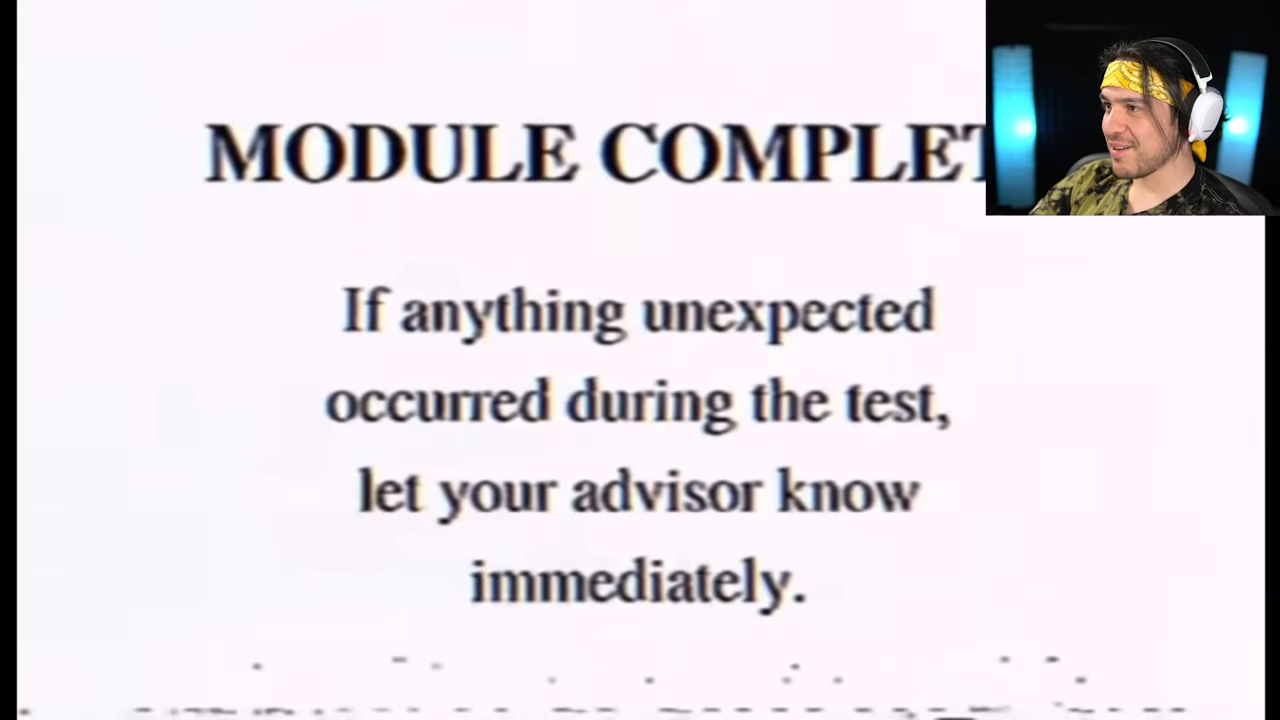 MODULE COMPLET
If anything unexpected
occurred during the test,
let your advisor know
immediately.